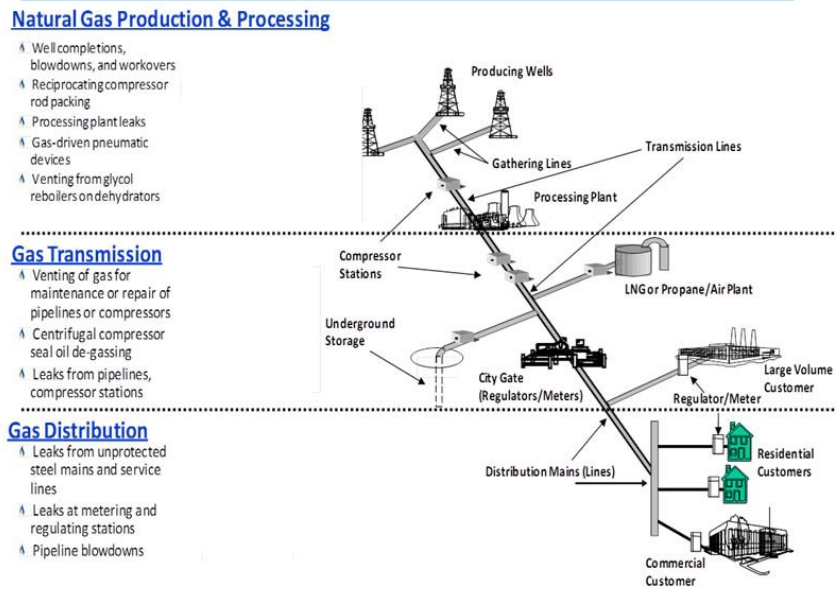 Natural Gas Production & Processing
Well completions,
blowdowns, and workovers
Reciprocating compressor
rod packing
Processing plant leaks
Gas-driven pneumatic
devices
Venting from glycol
reboilers on dehydrators
Producing Wells
Gathering Lines
Transmission Lines
Processing Plant
Compressor
Stations
Gas Transmission
Venting of gas for
maintenance or repair of
pipelines or compressors
Centrifugal compressor
seal oil de-gassing
Leaks from pipelines,
compressor stations
LNG or Propane/Air Plant
Underground
Storage
City Gate
(Regulators/Meters)
Large Volume
Customer
Regulator/Meter
Gas Distribution
Leaks from unprotected
steel mains and service
lines
Leaks at metering and
regulating stations
Pipeline blowdowns
Distribution Mains (Lines)
Residential
Customers
Commercial
Customer